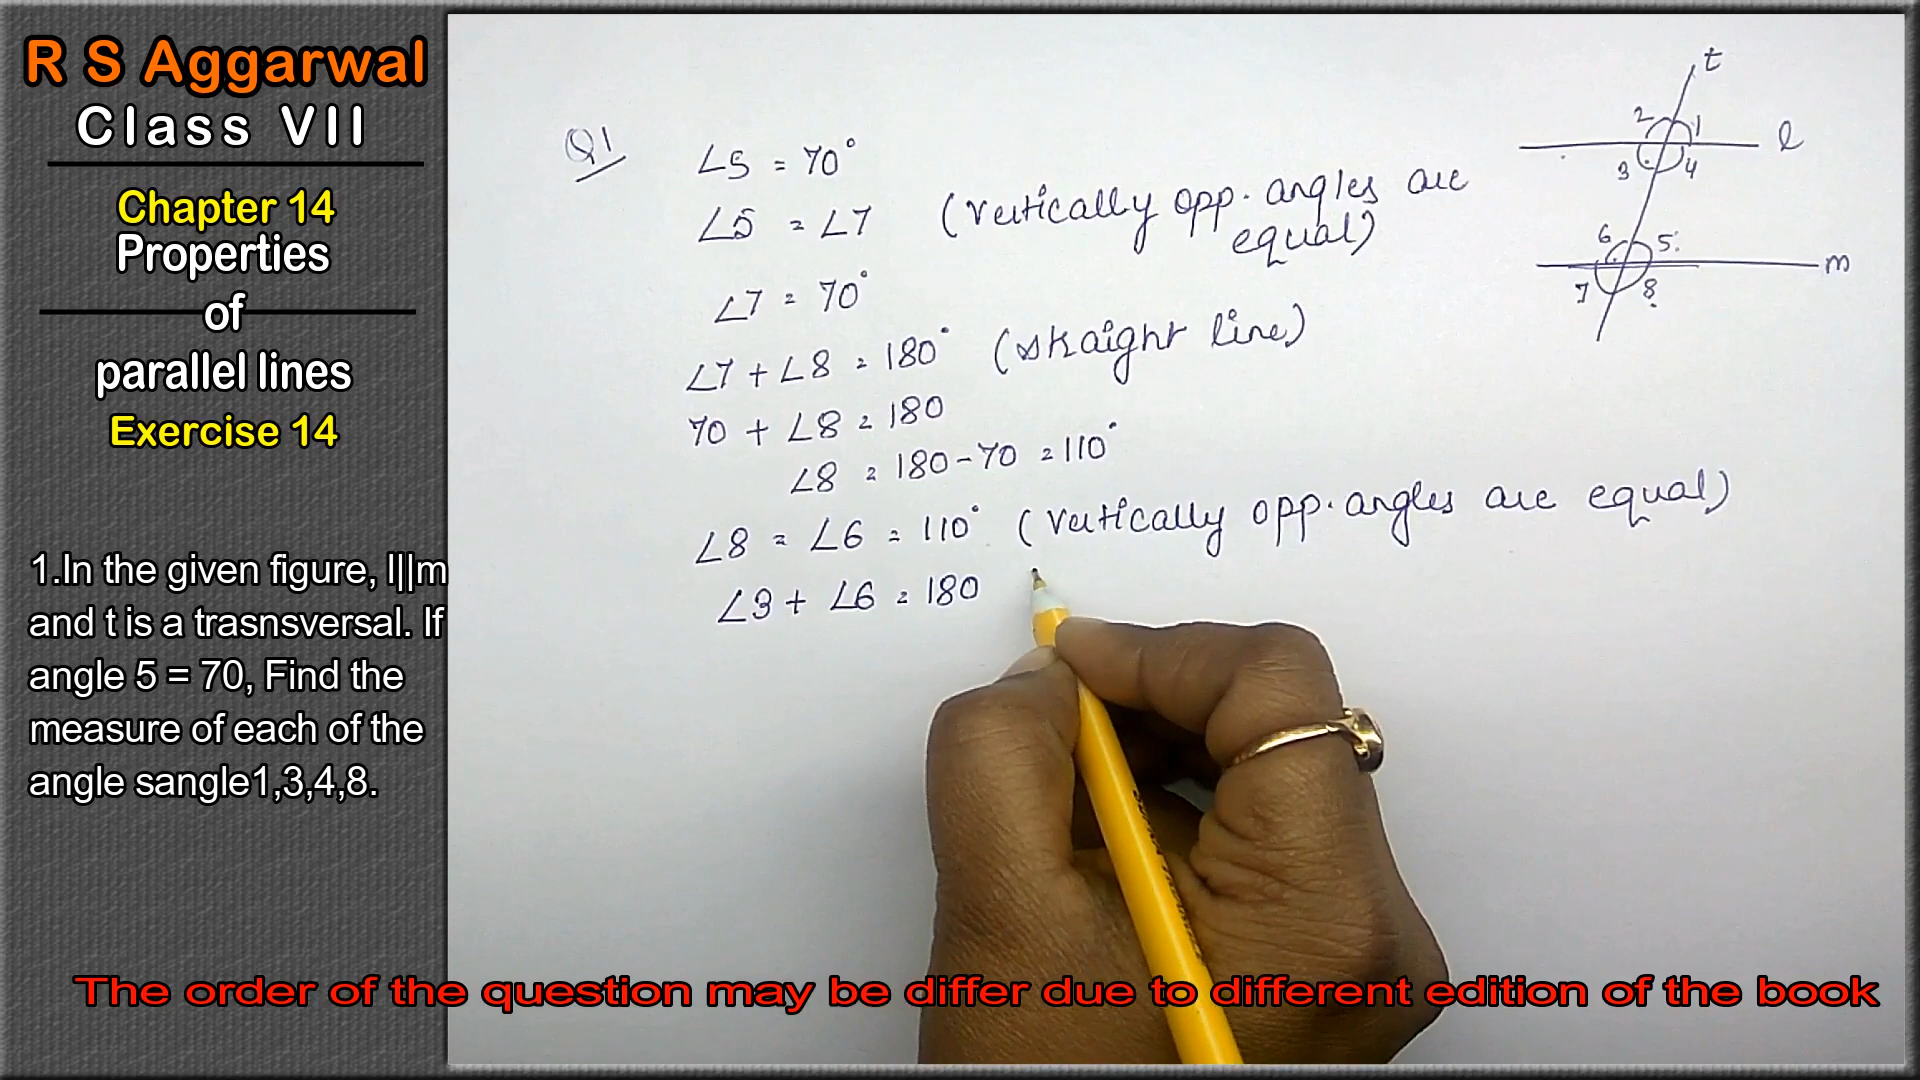 R S Aggarwal
Class VII
Chapter 14
Properties
of
parallel lines
Exercise 14
1.In the given figure, l||m
and t is a trasnsversal. If
angle 5 = 70, Find the
measure of each of the
angle sangle1,3,4,8.
Q1
∠5 = 70°
∠5 = ∠7 (vertically opp. angles are
equal)
∠7 = 70°
∠7 + ∠8 = 180° (straight line)
70 + ∠8 = 180
∠8 = 180 - 70 = 110°
∠8 = ∠6 = 110° (vertically opp. angles are equal)
∠3 + ∠6 = 180
t
2 1 l
3 4
6 5 m
7 8
The order of the question may be differ due to different edition of the book